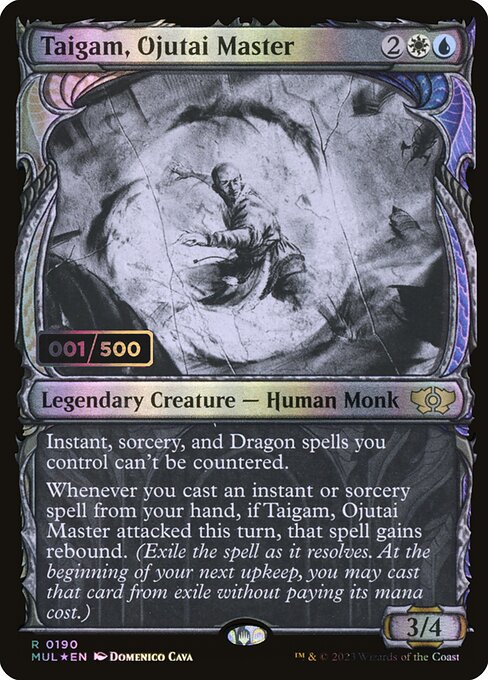 Taigam, Ojutai Master 2
001/500
Legendary Creature — Human Monk
Instant, sorcery, and Dragon spells you
control can't be countered.
Whenever you cast an instant or sorcery
spell from your hand, if Taigam, Ojutai
Master attacked this turn, that spell gains
rebound. (Exile the spell as it resolves. At the
beginning of your next upkeep, you may cast
that card from exile without paying its mana
cost.)
3/4
R 0190
MUL★EN Domenico Cava
™ & © 2023 Wizards of the Coast